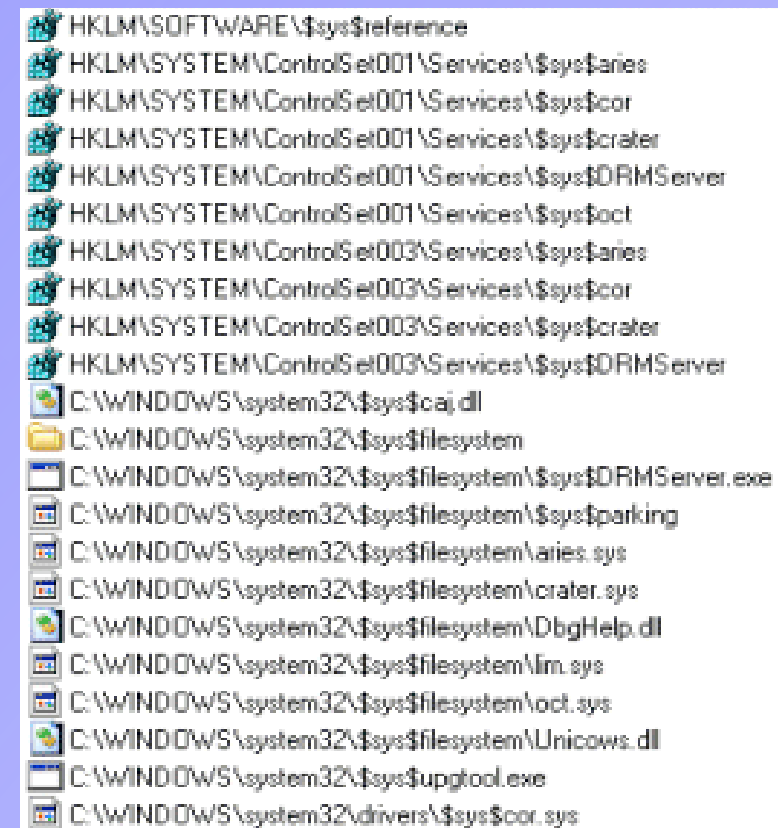 HKLM\SOFTWARE\$sys$reference
HKLM\SYSTEM\ControlSet001\Services\$sys$aries
HKLM\SYSTEM\ControlSet001\Services\$sys$cor
HKLM\SYSTEM\ControlSet001\Services\$sys$crater
HKLM\SYSTEM\ControlSet001\Services\$sys$DRMServer
HKLM\SYSTEM\ControlSet001\Services\$sys$oct
HKLM\SYSTEM\ControlSet003\Services\$sys$aries
HKLM\SYSTEM\ControlSet003\Services\$sys$cor
HKLM\SYSTEM\ControlSet003\Services\$sys$crater
HKLM\SYSTEM\ControlSet003\Services\$sys$DRMServer
C:\WINDOWS\system32\$sys$caj.dll
C:\WINDOWS\system32\$sys$filesystem
C:\WINDOWS\system32\$sys$filesystem\$sys$DRMServer.exe
C:\WINDOWS\system32\$sys$filesystem\$sys$parking
C:\WINDOWS\system32\$sys$filesystem\aries.sys
C:\WINDOWS\system32\$sys$filesystem\crater.sys
C:\WINDOWS\system32\$sys$filesystem\DbgHelp.dll
C:\WINDOWS\system32\$sys$filesystem\lim.sys
C:\WINDOWS\system32\$sys$filesystem\oct.sys
C:\WINDOWS\system32\$sys$filesystem\Unicows.dll
C:\WINDOWS\system32\$sys$upgtool.exe
C:\WINDOWS\system32\drivers\$sys$cor.sys